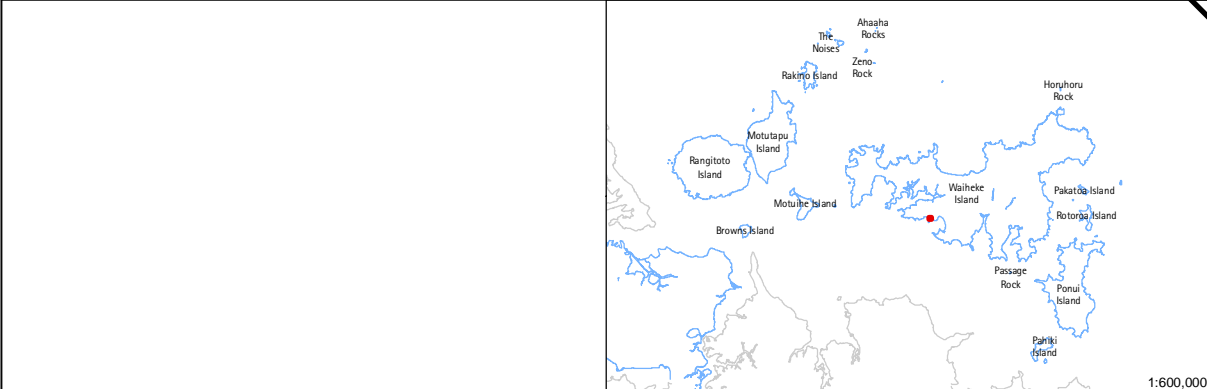 Ahaaha
Rocks
The
Noises
Zeno
Rock
Rakino Island
Horuhoru
Rock
Motutapu
Island
Rangitoto
Island
Waiheke
Island
Pakatoa Island
Motuihe Island
Rotoroa Island
Browns Island
Passage
Rock
Ponui
Island
Pahiki
Island
1:600,000